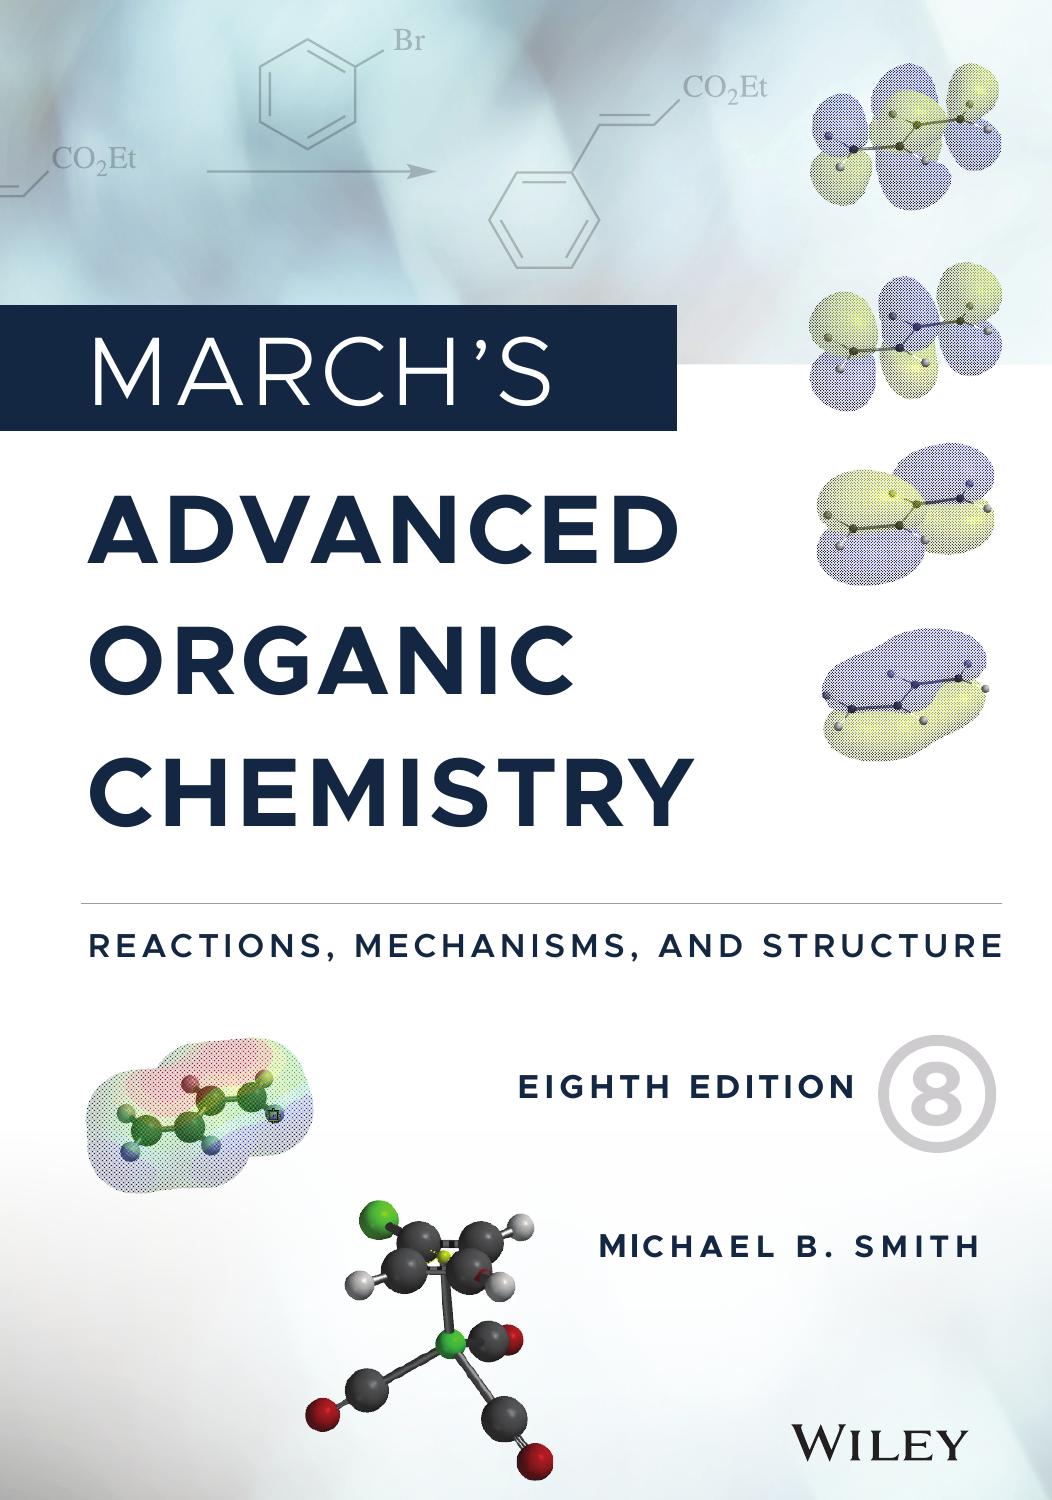 Br
CO₂Et
CO₂Et
MARCH'S
ADVANCED
ORGANIC
CHEMISTRY
REACTIONS, MECHANISMS, AND STRUCTURE
EIGHTH EDITION 8
MICHAEL B. SMITH
WILEY